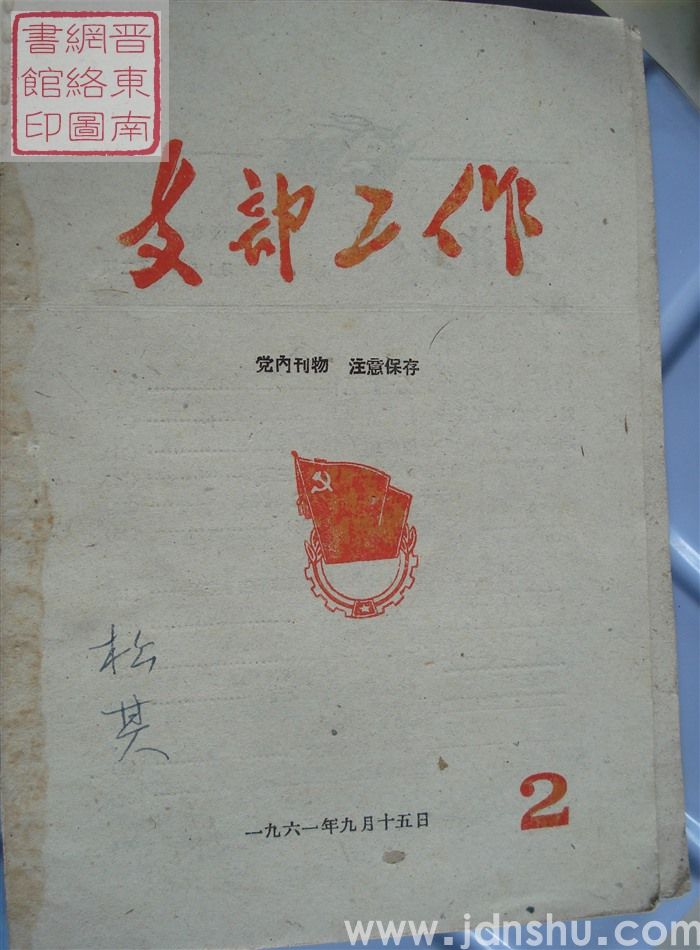 晋東南
網絡圖
書館印
支部工作
党内刊物 注意保存
松
其
一九六一年九月十五日
2
www.jdnshu.com